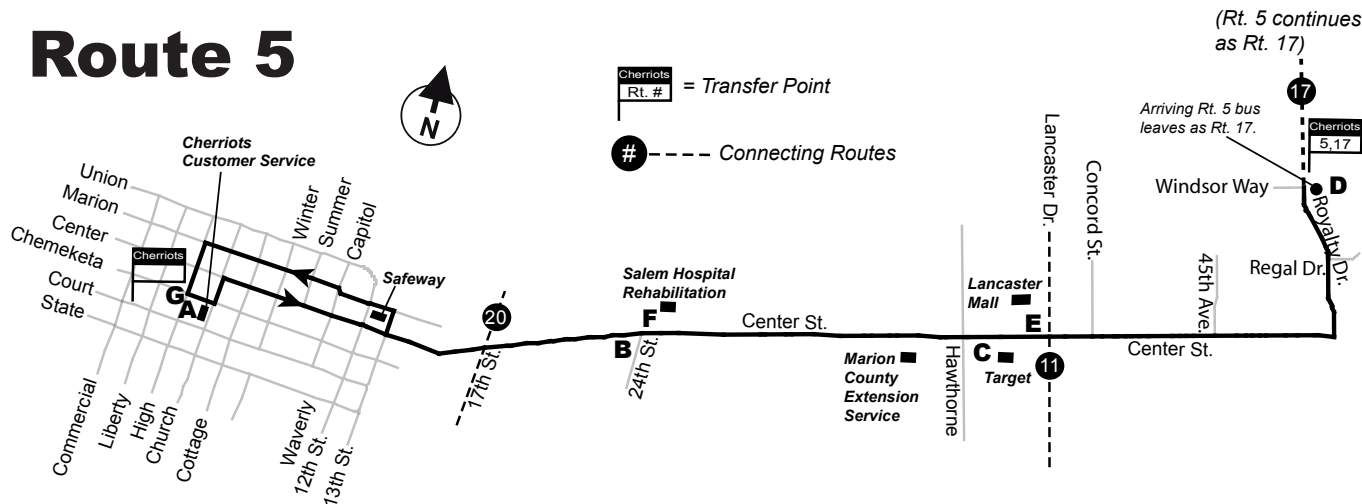 Route 5
N
Cherriots
Rt. #
= Transfer Point
#
Connecting Routes
(Rt. 5 continues
as Rt. 17)
17
Arriving Rt. 5 bus
leaves as Rt. 17.
Cherriots
5,17
D
Windsor Way
Royalty Dr.
Regal Dr.
45th Ave.
Concord St.
Lancaster Dr.
Cherriots
Customer Service
Union
Marion
Center
Chemeketa
Court
State
Winter
Summer
Capitol
Cherriots
G
A
Safeway
20
17th St.
Salem Hospital
Rehabilitation
F
B
24th St.
Center St.
Lancaster
Mall
E
Marion
County
Extension
Service
Hawthorne
C
Target
11
Center St.
Commercial
Liberty
High
Church
Cottage
Waverly
12th St.
13th St.